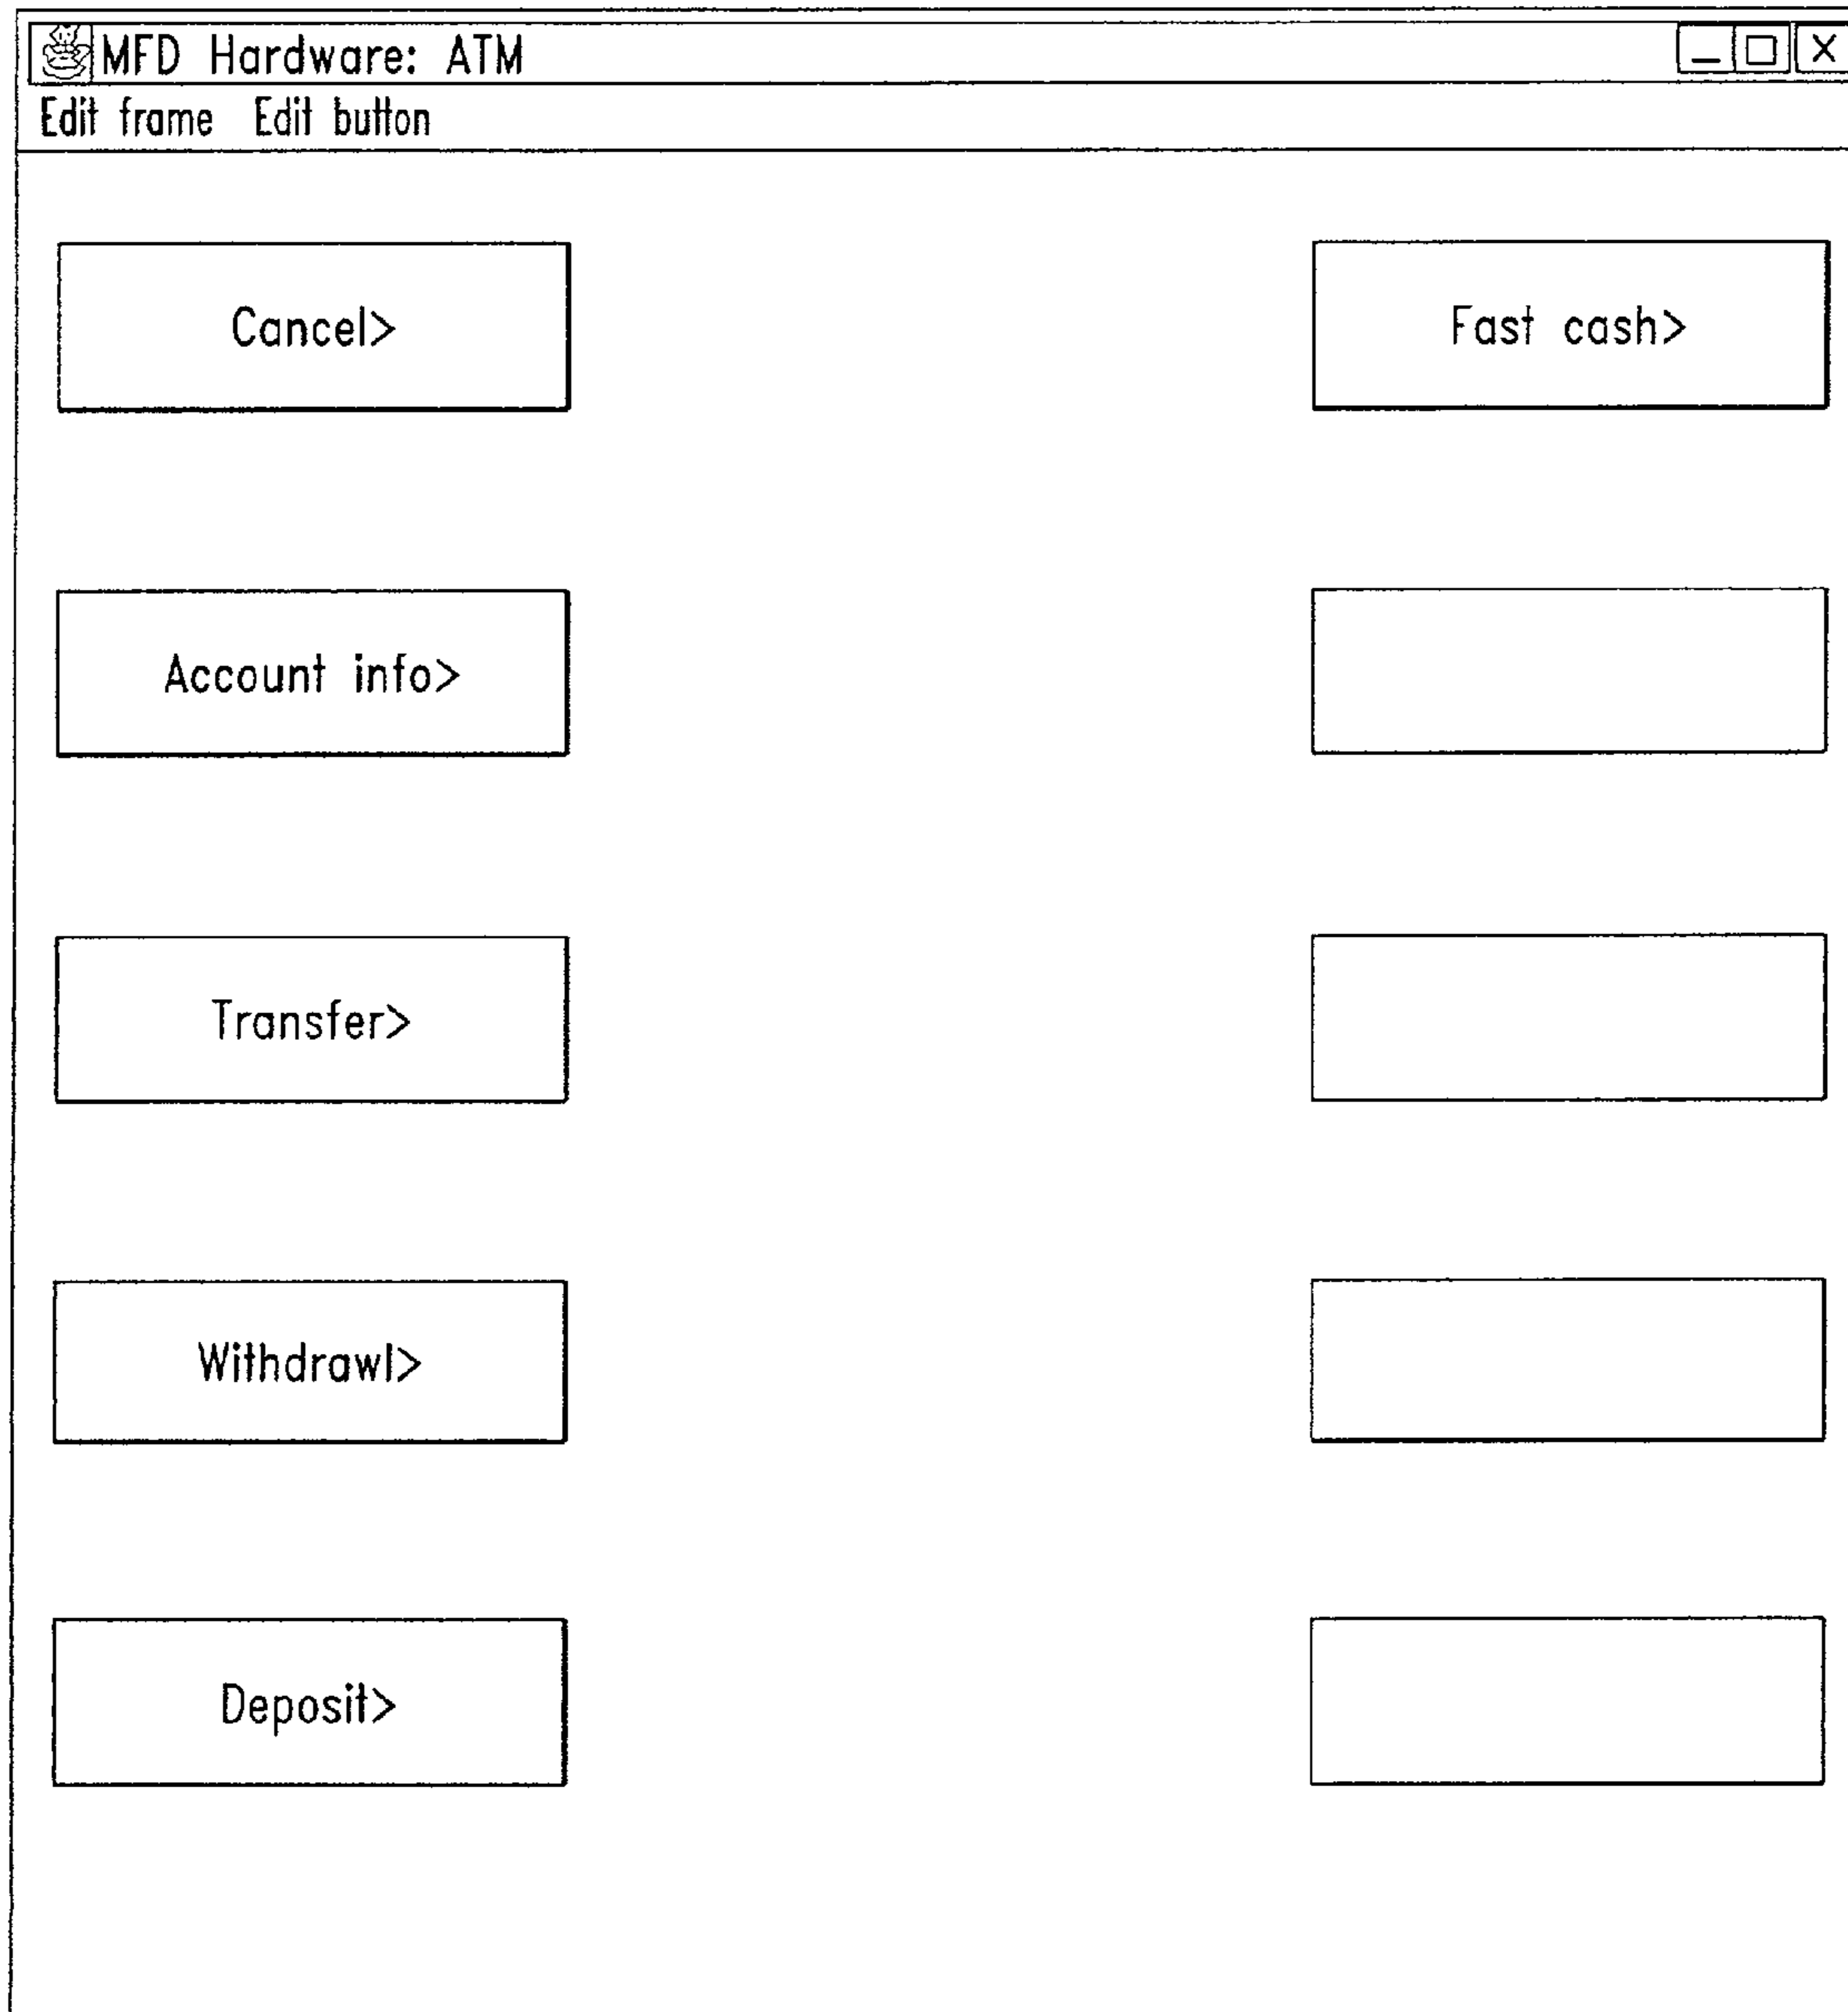 MFD Hardware: ATM
Edit frame Edit button
Cancel> Fast cash>
Account info>
Transfer>
Withdrawl>
Deposit>